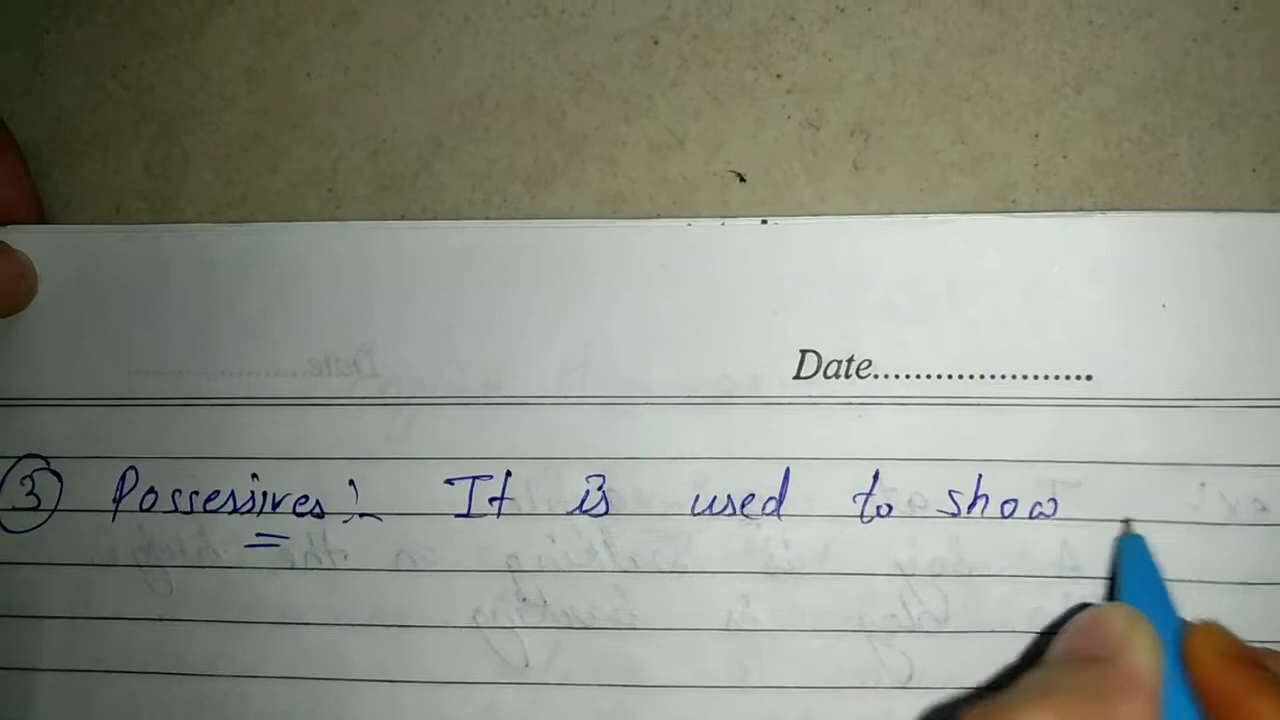 Date.....................
③ Possessives:- It is used to show